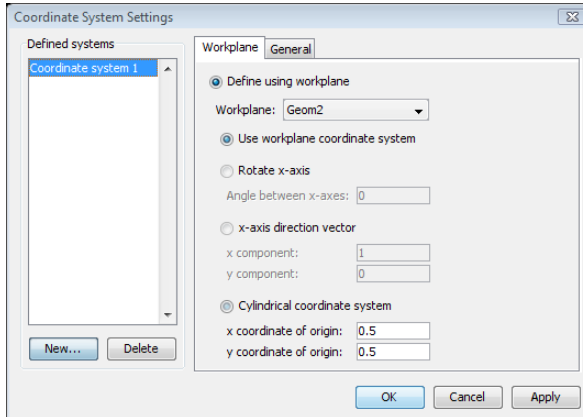 Coordinate System Settings
Defined systems
Coordinate system 1
New...
Delete
Workplane
General
Define using workplane
Workplane: Geom2
Use workplane coordinate system
Rotate x-axis
Angle between x-axes: 0
x-axis direction vector
x component: 1
y component: 0
Cylindrical coordinate system
x coordinate of origin: 0.5
y coordinate of origin: 0.5
OK
Cancel
Apply